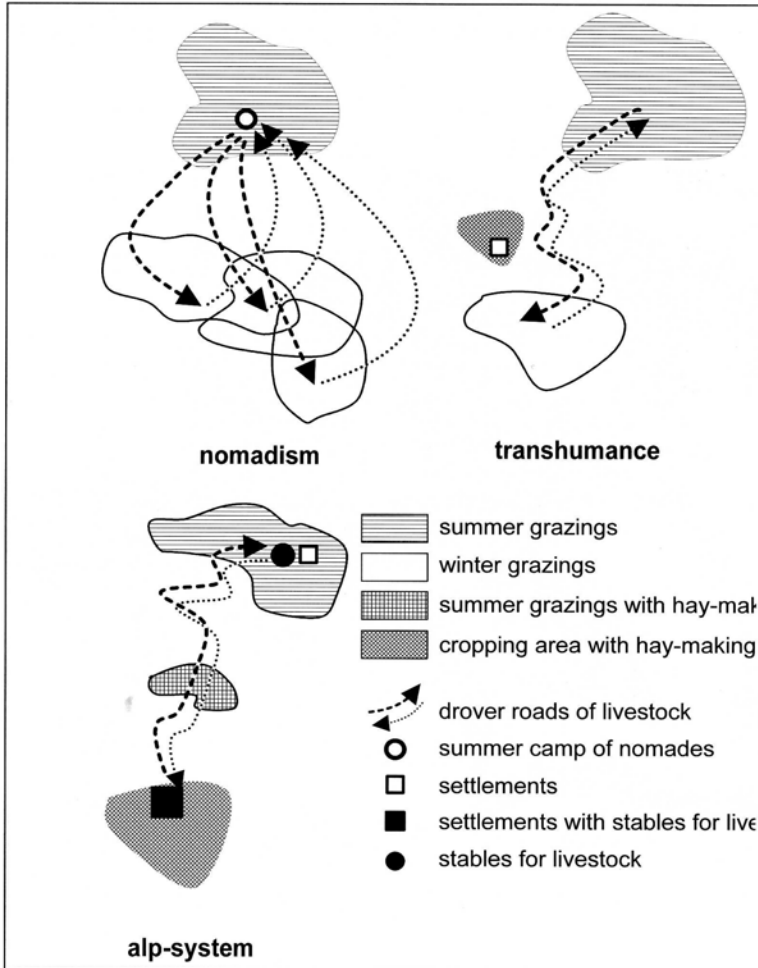 nomadism
transhumance
summer grazings
winter grazings
summer grazings with hay-mak
cropping area with hay-making
drover roads of livestock
summer camp of nomades
settlements
settlements with stables for live
stables for livestock
alp-system